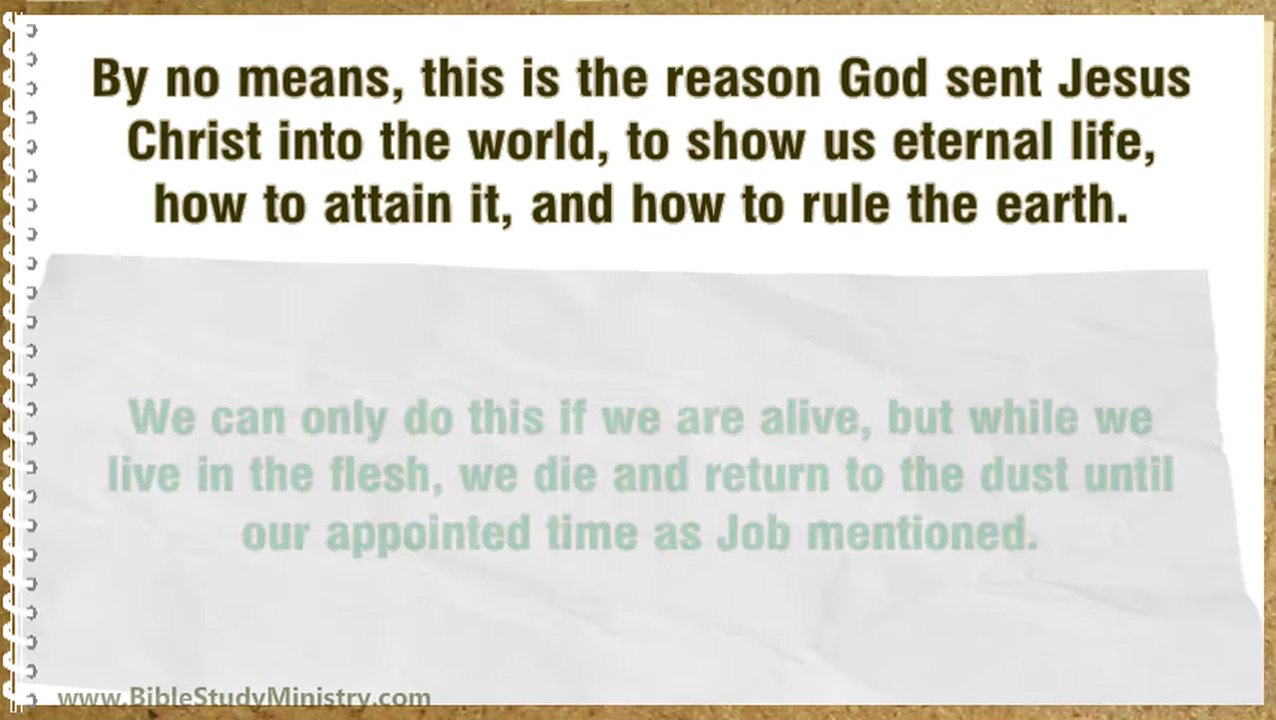 By no means, this is the reason God sent Jesus
Christ into the world, to show us eternal life,
how to attain it, and how to rule the earth.
We can only do this if we are alive, but while we
live in the flesh, we die and return to the dust until
our appointed time as Job mentioned.
www.BibleStudyMinistry.com